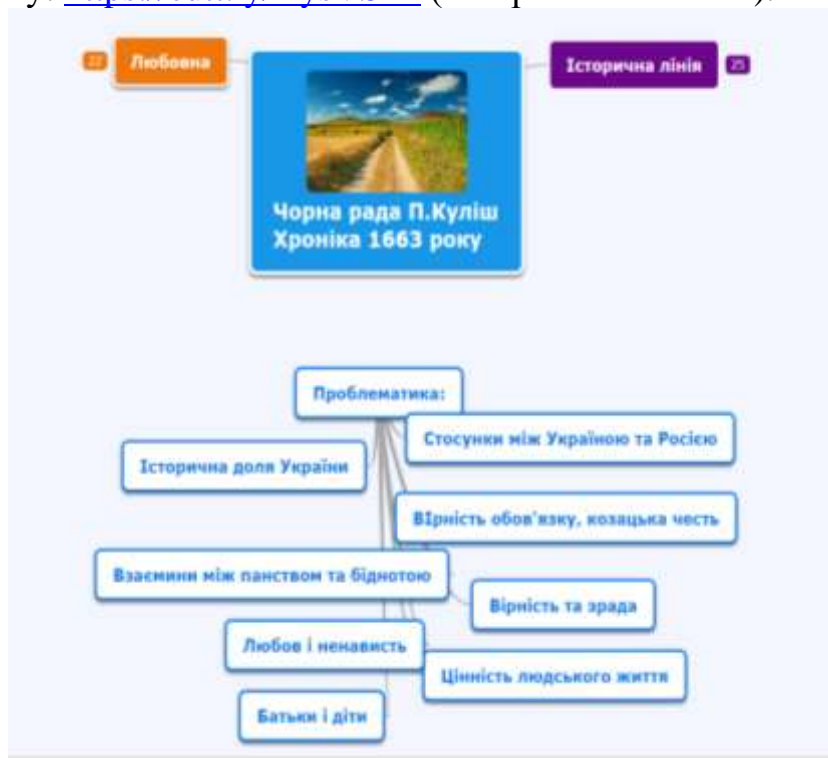 Любовна
Історична лінія
25
Чорна рада П.Куліш
Хроніка 1663 року
Проблематика:
Стосунки між Україною та Росією
Історична доля України
ВІрність обов'язку, козацька честь
Взаємини між панством та біднотою
Вірність та зрада
Любов і ненависть
Цінність людського життя
Батьки і діти